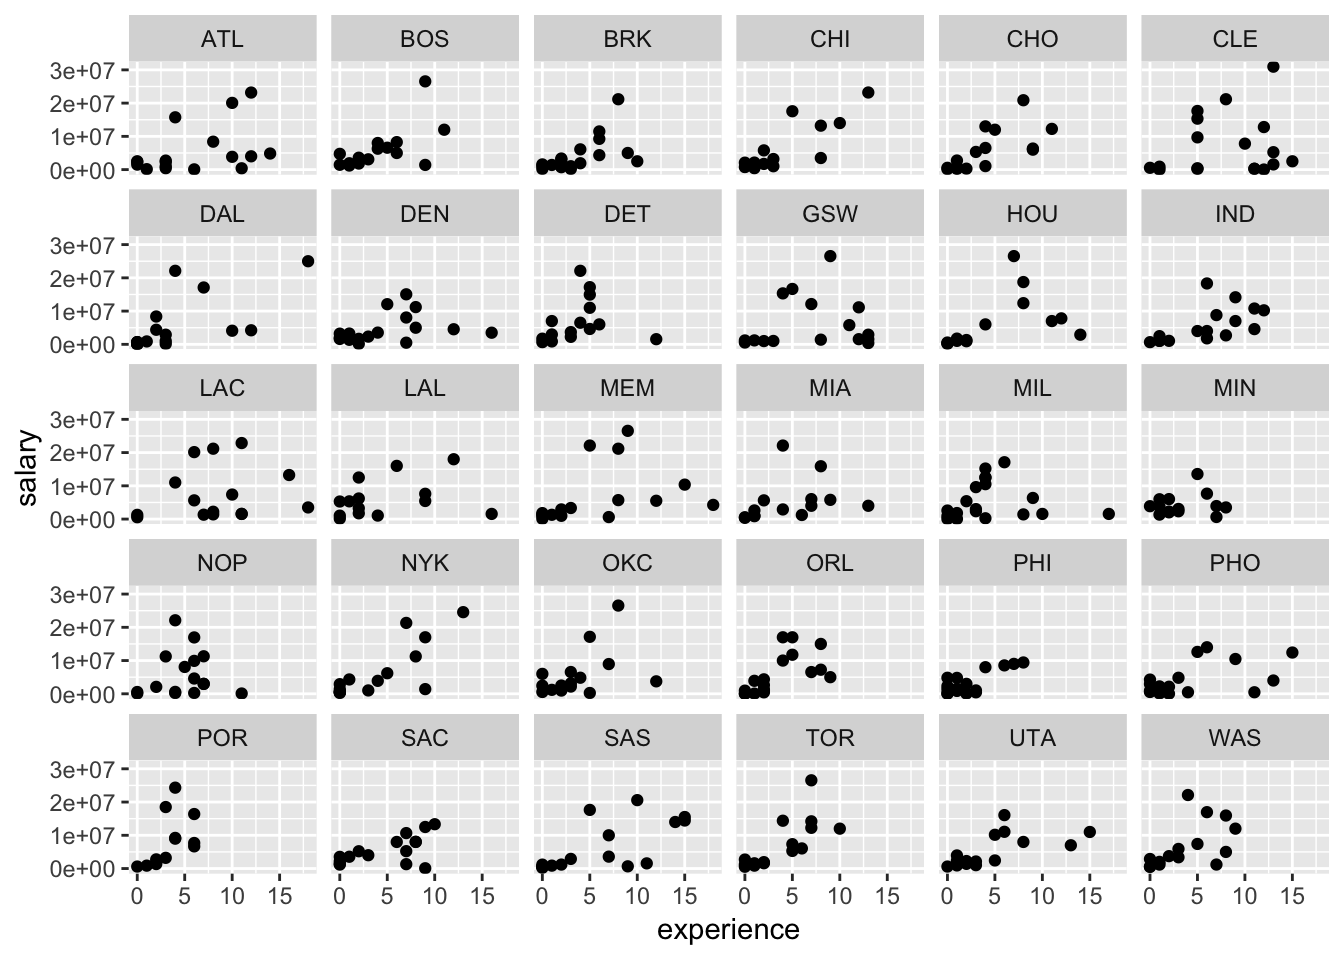 ATL BOS BRK CHI CHO CLE
3e+07
2e+07
1e+07
0e+00
DAL DEN DET GSW HOU IND
3e+07
2e+07
1e+07
0e+00
LAC LAL MEM MIA MIL MIN
3e+07
2e+07
1e+07
0e+00
salary
NOP NYK OKC ORL PHI PHO
3e+07
2e+07
1e+07
0e+00
POR SAC SAS TOR UTA WAS
3e+07
2e+07
1e+07
0e+00
0 5 10 15 0 5 10 15 0 5 10 15 0 5 10 15 0 5 10 15 0 5 10 15
experience